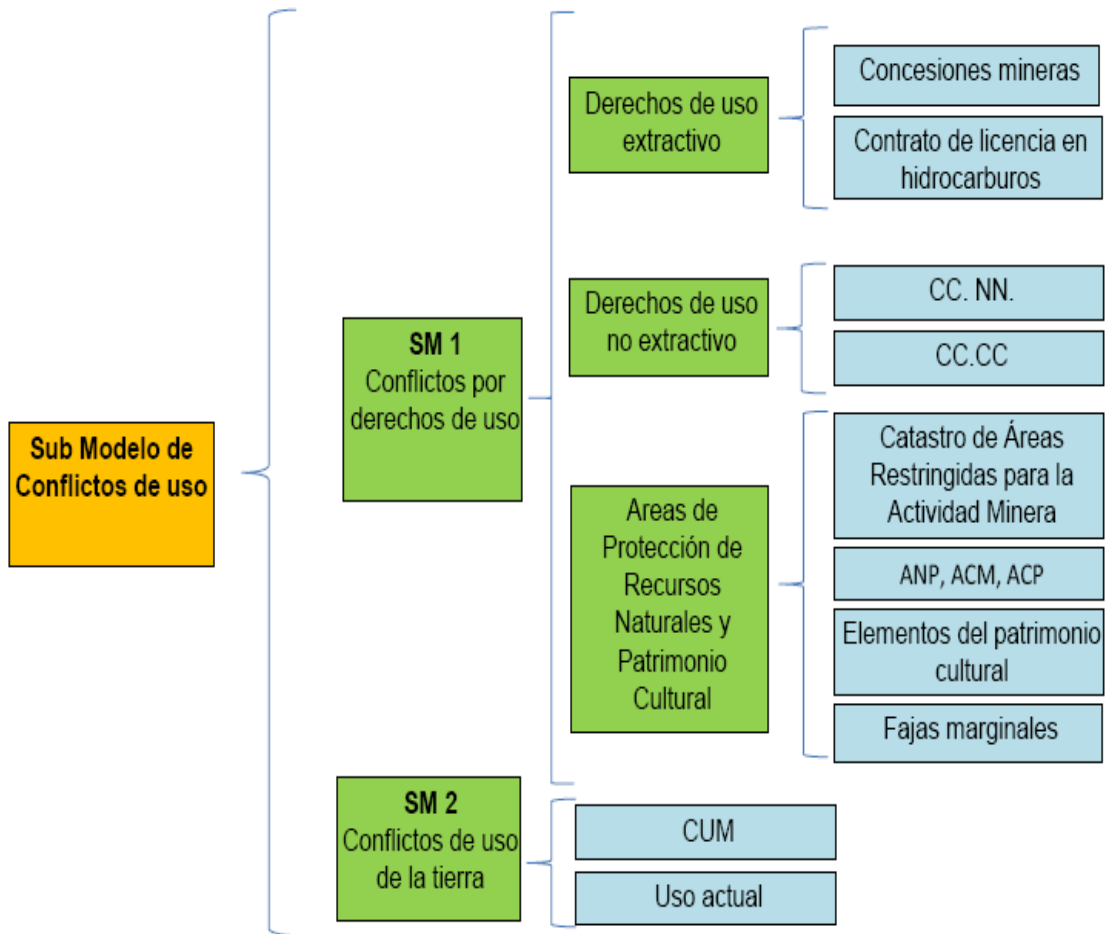 Sub Modelo de
Conflictos de uso
SM 1
Conflictos por
derechos de uso
Derechos de uso
extractivo
Concesiones mineras
Contrato de licencia en
hidrocarburos
Derechos de uso
no extractivo
CC. NN.
CC.CC
Areas de
Protección de
Recursos
Naturales y
Patrimonio
Cultural
Catastro de Áreas
Restringidas para la
Actividad Minera
ANP, ACM, ACP
Elementos del patrimonio
cultural
Fajas marginales
SM 2
Conflictos de uso
de la tierra
CUM
Uso actual